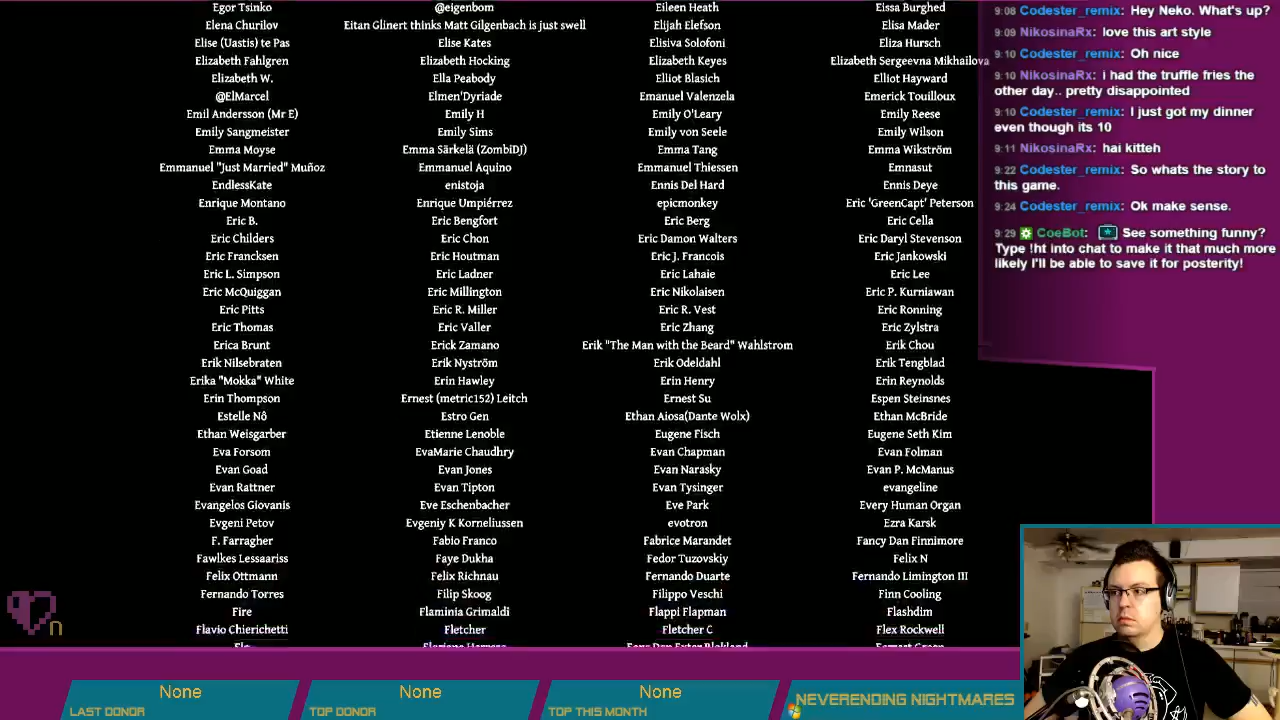 Egor Tsinko @eigenbom Eileen Heath Eissa Burghed
Elena Churilov Eitan Glinert thinks Matt Gilgenbach is just swell Elijah Elefson Elisa Mader
Elise (Uastis) te Pas Elise Kates Elisiva Solofoni Eliza Hursch
Elizabeth Fahlgren Elizabeth Hocking Elizabeth Keyes Elizabeth Sergeevna Mikhailova
Elizabeth W. Ella Peabody Elliot Blasich Elliot Hayward
@ElMarcel Elmen'Dyriade Emanuel Valenzela Emerick Touilloux
Emil Andersson (Mr E) Emily H Emily O'Leary Emily Reese
Emily Sangmeister Emily Sims Emily von Seele Emily Wilson
Emma Moyse Emma Särkelä (ZombiDJ) Emma Tang Emma Wikström
Emmanuel "Just Married" Muñoz Emmanuel Aquino Emmanuel Thiessen Emnasut
EndlessKate enistoja Ennis Del Hard Ennis Deye
Enrique Montano Enrique Umpiérrez epicmonkey Eric 'GreenCapt' Peterson
Eric B. Eric Bengfort Eric Berg Eric Cella
Eric Childers Eric Chon Eric Damon Walters Eric Daryl Stevenson
Eric Francksen Eric Houtman Eric J. Francois Eric Jankowski
Eric L. Simpson Eric Ladner Eric Lahaie Eric Lee
Eric McQuiggan Eric Millington Eric Nikolaisen Eric P. Kurniawan
Eric Pitts Eric R. Miller Eric R. Vest Eric Ronning
Eric Thomas Eric Valler Eric Zhang Eric Zylstra
Erica Brunt Erick Zamano Erik "The Man with the Beard" Wahlstrom Erik Chou
Erik Nilsebraten Erik Nyström Erik Odeldahl Erik Tengblad
Erika "Mokka" White Erin Hawley Erin Henry Erin Reynolds
Erin Thompson Ernest (metric152) Leitch Ernest Su Espen Steinsnes
Estelle Nô Estro Gen Ethan Aiosa(Dante Wolx) Ethan McBride
Ethan Weisgarber Etienne Lenoble Eugene Fisch Eugene Seth Kim
Eva Forsom EvaMarie Chaudhry Evan Chapman Evan Folman
Evan Goad Evan Jones Evan Narasky Evan P. McManus
Evan Rattner Evan Tipton Evan Tysinger evangeline
Evangelos Giovanis Eve Eschenbacher Eve Park Every Human Organ
Evgeni Petov Evgeniy K Korneliussen evotron Ezra Karsk
F. Farragher Fabio Franco Fabrice Marandet Fancy Dan Finnimore
Fawlkes Lessaariss Faye Dukha Fedor Tuzovskiy Felix N
Felix Ottmann Felix Richnau Fernando Duarte Fernando Limington III
Fernando Torres Filip Skoog Filippo Veschi Finn Cooling
Fire Flaminia Grimaldi Flappi Flapman Flashdim
Flavio Chierichetti Fletcher Fletcher C Flex Rockwell
9:08 Codester_remix: Hey Neko. What's up?
9:09 NikosinaRx: love this art style
9:10 Codester_remix: Oh nice
9:10 NikosinaRx: i had the truffle fries the
other day.. pretty disappointed
9:10 Codester_remix: I just got my dinner
even though its 10
9:11 NikosinaRx: hai kitteh
9:22 Codester_remix: So whats the story to
this game.
9:24 Codester_remix: Ok make sense.
9:29 CoeBot: See something funny?
Type !ht into chat to make it that much more
likely I'll be able to save it for posterity!
n
None None None
LAST DONOR TOP DONOR TOP THIS MONTH
NEVERENDING NIGHTMARES